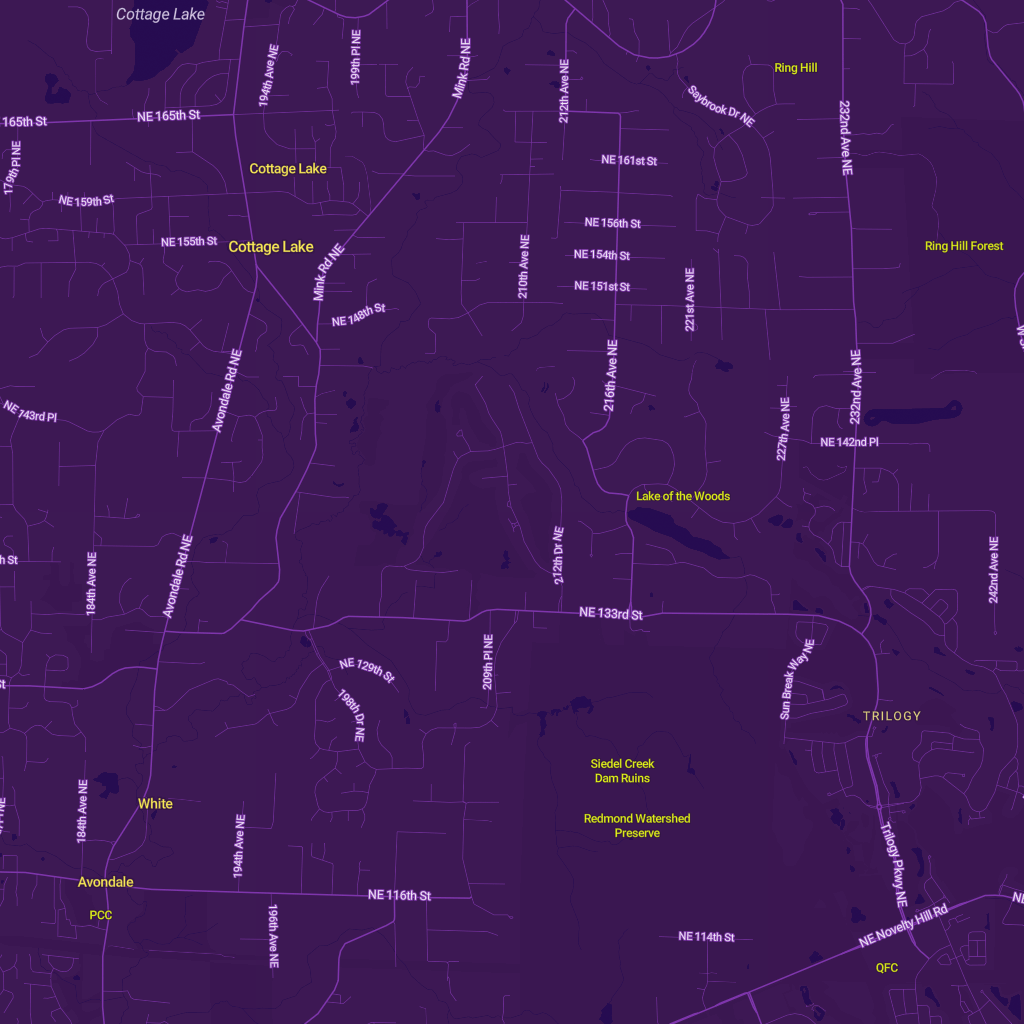 Cottage Lake
194th Ave NE
199th Pl NE
Mink Rd NE
212th Ave NE
Ring Hill
Saybrook Dr NE
232nd Ave NE
165th St
NE 165th St
179th Pl NE
Cottage Lake
NE 161st St
NE 159th St
NE 156th St
NE 155th St
Cottage Lake
Ring Hill Forest
NE 154th St
210th Ave NE
Mink Rd NE
NE 151st St
221st Ave NE
NE 148th St
Avondale Rd NE
216th Ave NE
232nd Ave NE
NE 143rd Pl
227th Ave NE
NE 142nd Pl
Lake of the Woods
h St
184th Ave NE
Avondale Rd NE
212th Dr NE
242nd Ave NE
NE 133rd St
NE 129th St
209th Pl NE
Sun Break Way NE
St
198th Dr NE
TRILOGY
Siedel Creek
Dam Ruins
184th Ave NE
White
Redmond Watershed
Preserve
194th Ave NE
Trilogy Pkwy NE
Avondale
NE 116th St
PCC
196th Ave NE
NE 114th St
NE Novelty Hill Rd
QFC